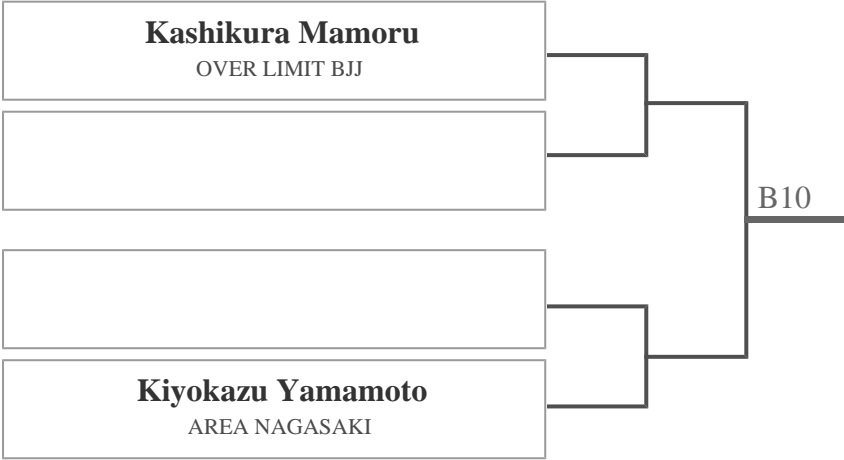 Kashikura Mamoru
OVER LIMIT BJJ
B10
Kiyokazu Yamamoto
AREA NAGASAKI